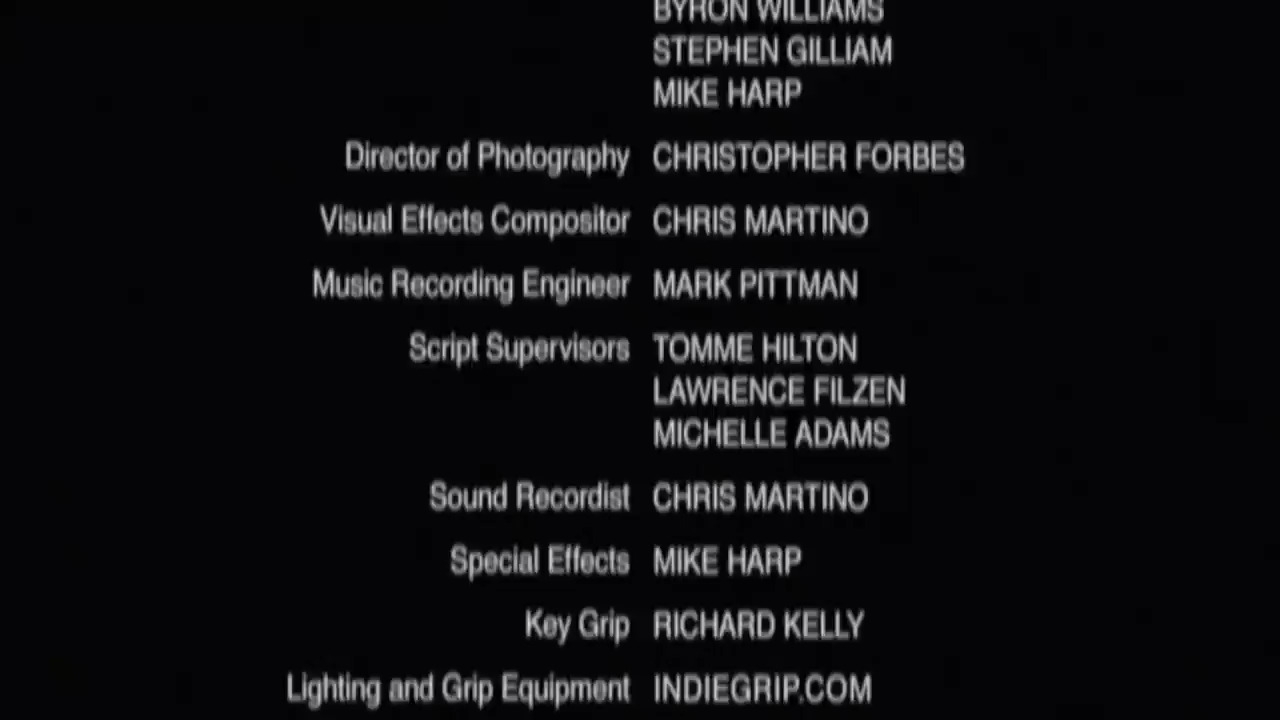 BYRON WILLIAMS
STEPHEN GILLIAM
MIKE HARP
Director of Photography CHRISTOPHER FORBES
Visual Effects Compositor CHRIS MARTINO
Music Recording Engineer MARK PITTMAN
Script Supervisors TOMME HILTON
LAWRENCE FILZEN
MICHELLE ADAMS
Sound Recordist CHRIS MARTINO
Special Effects MIKE HARP
Key Grip RICHARD KELLY
Lighting and Grip Equipment INDIEGRIP.COM